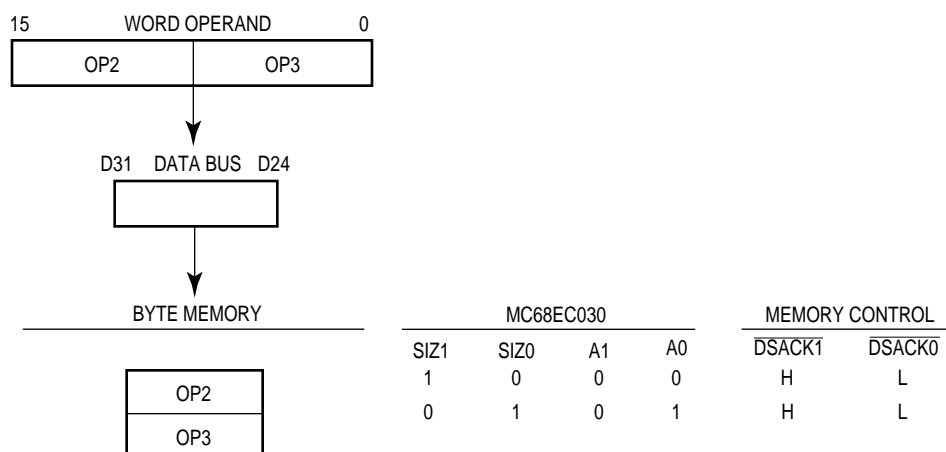 15 WORD OPERAND 0
OP2 OP3
D31 DATA BUS D24
BYTE MEMORY MC68EC030 MEMORY CONTROL
SIZ1 SIZ0 A1 A0 DSACK1 DSACK0
OP2 1 0 0 0 H L
OP3 0 1 0 1 H L